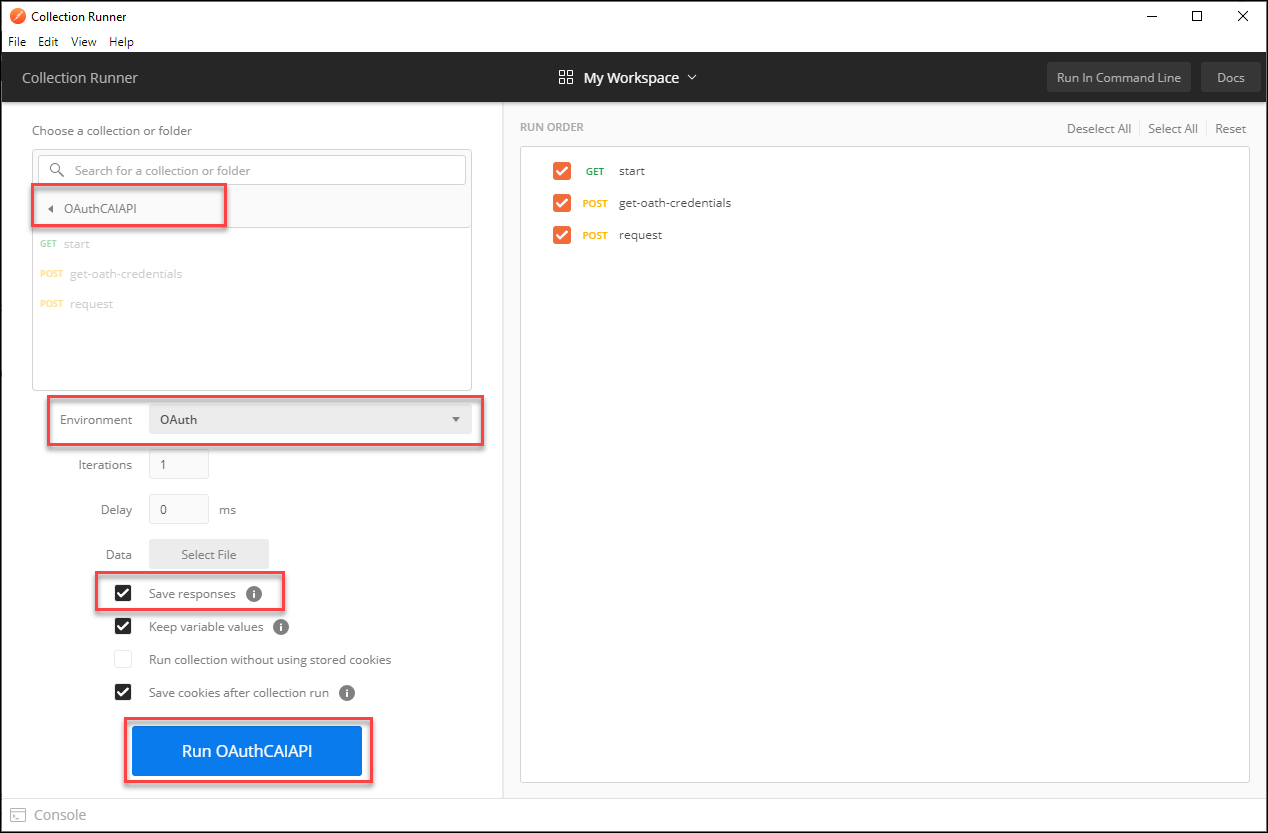 Collection Runner
File Edit View Help
Collection Runner
My Workspace
Run In Command Line
Docs
Choose a collection or folder
Search for a collection or folder
OAuthCAIAPI
GET start
POST get-oath-credentials
POST request
Environment OAuth
Iterations 1
Delay 0 ms
Data Select File
Save responses
Keep variable values
Run collection without using stored cookies
Save cookies after collection run
Run OAuthCAIAPI
RUN ORDER
Deselect All Select All Reset
GET start
POST get-oath-credentials
POST request
Console